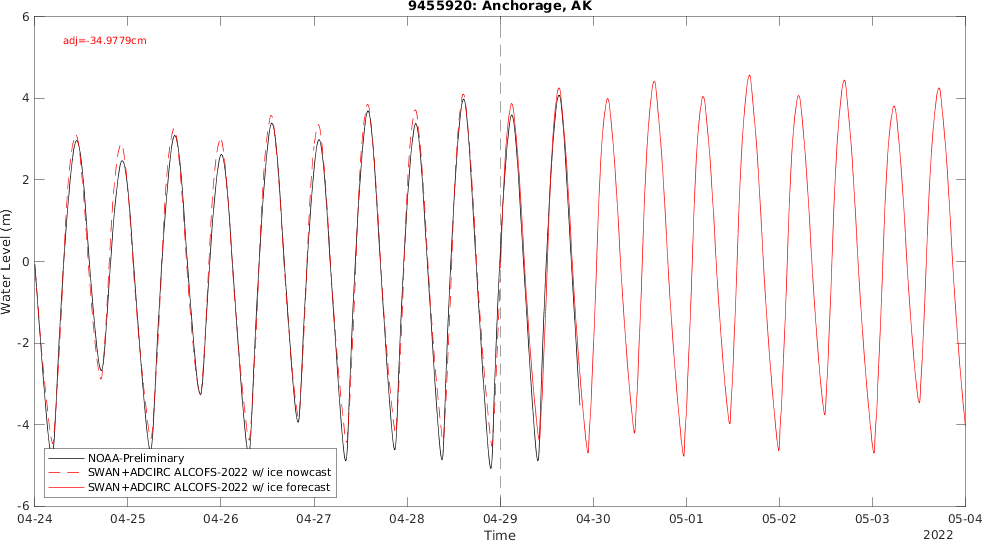 9455920: Anchorage, AK
adj=-34.9779cm
6
4
2
0
-2
-4
-6
Water Level (m)
NOAA-Preliminary
SWAN+ADCIRC ALCOFS-2022 w/ ice nowcast
SWAN+ADCIRC ALCOFS-2022 w/ ice forecast
04-24 04-25 04-26 04-27 04-28 04-29 04-30 05-01 05-02 05-03 05-04
Time
2022